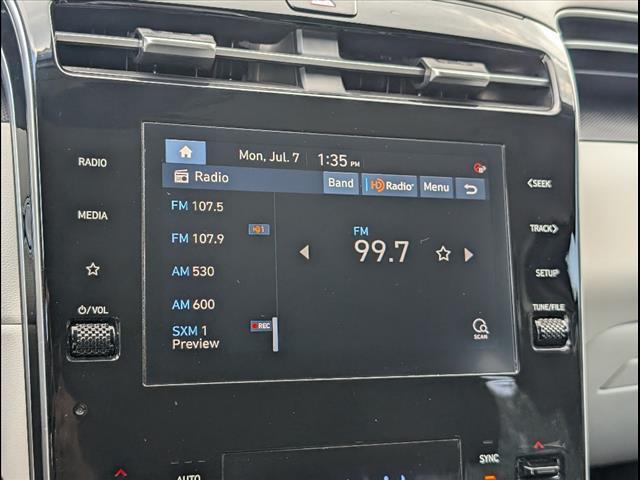 Mon, Jul. 7 1:35 PM
Radio Band HD Radio Menu
FM 107.5
FM 107.9 HD1
AM 530
AM 600
SXM 1 REC
Preview
FM
99.7
SCAN
RADIO
MEDIA
/VOL
<SEEK
TRACK>
SETUP
TUNE/FILE
AUTO
SYNC